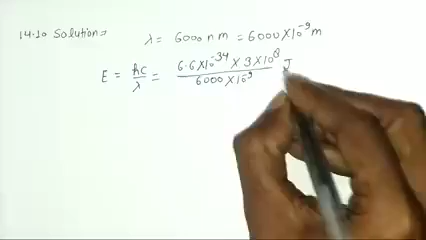 14.10 Solution:→ λ = 6000 nm = 6000×10⁻⁹ m
E = hc/λ = 6.6×10⁻³⁴ × 3×10⁸ / 6000×10⁻⁹ J